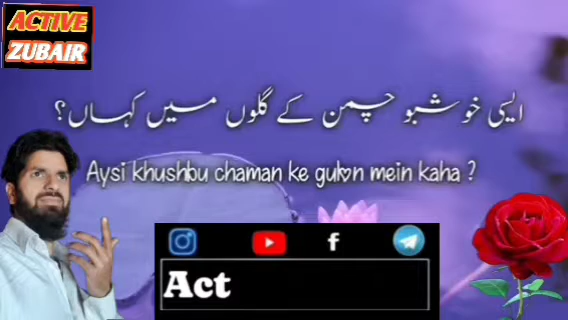 ACTIVE
ZUBAIR
ایسی خوشبو چمن کے گلوں میں کہاں؟
Aysi khushbu chaman ke gulon mein kaha ?
f
Act